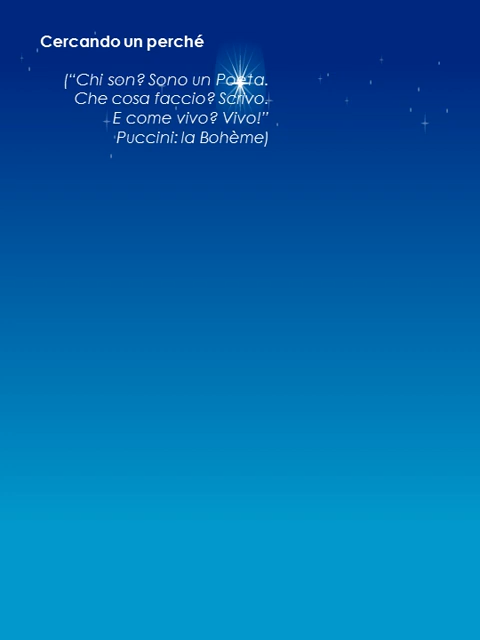 Cercando un perché
(“Chi son? Sono un Poeta.
Che cosa faccio? Scrivo.
E come vivo? Vivo!”
Puccini: la Bohème)